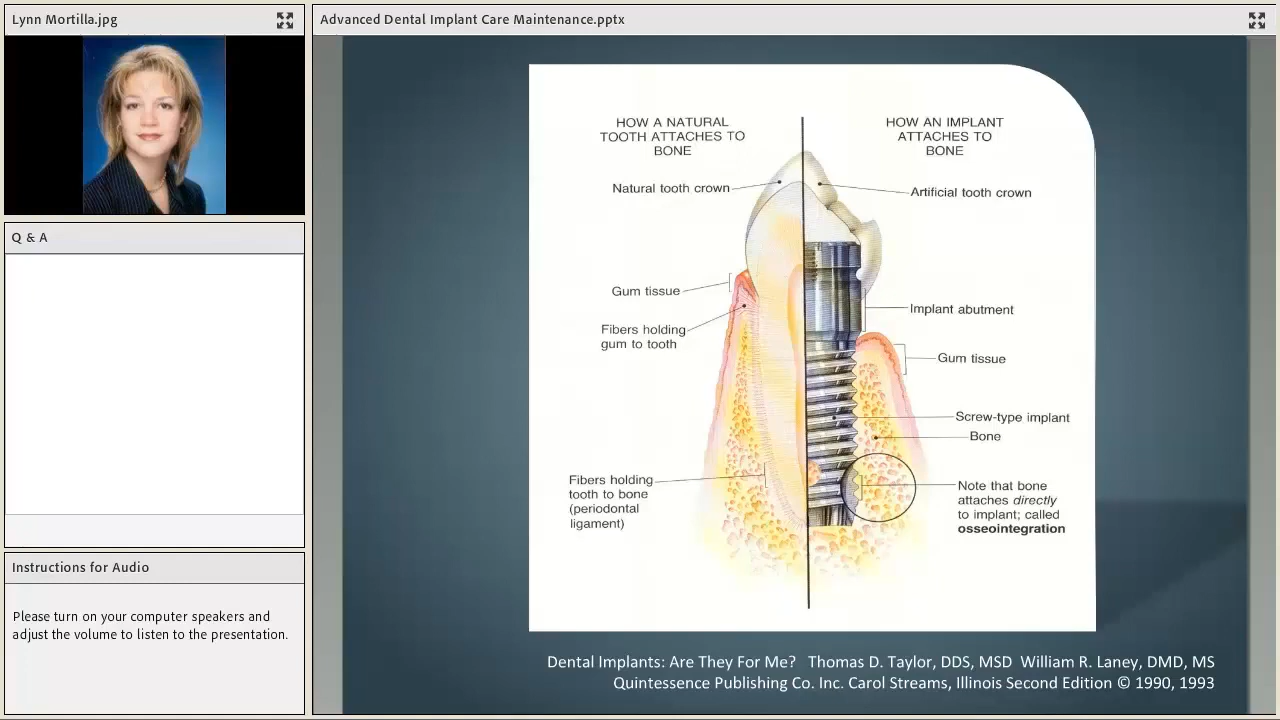 Lynn Mortilla.jpg
Q & A
Instructions for Audio
Please turn on your computer speakers and
adjust the volume to listen to the presentation.
Advanced Dental Implant Care Maintenance.pptx
HOW A NATURAL
TOOTH ATTACHES TO
BONE
Natural tooth crown
Gum tissue
Fibers holding
gum to tooth
Fibers holding
tooth to bone
(periodontal
ligament)
HOW AN IMPLANT
ATTACHES TO
BONE
Artificial tooth crown
Implant abutment
Gum tissue
Screw-type implant
Bone
Note that bone
attaches directly
to implant; called
osseointegration
Dental Implants: Are They For Me? Thomas D. Taylor, DDS, MSD William R. Laney, DMD, MS
Quintessence Publishing Co. Inc. Carol Streams, Illinois Second Edition © 1990, 1993